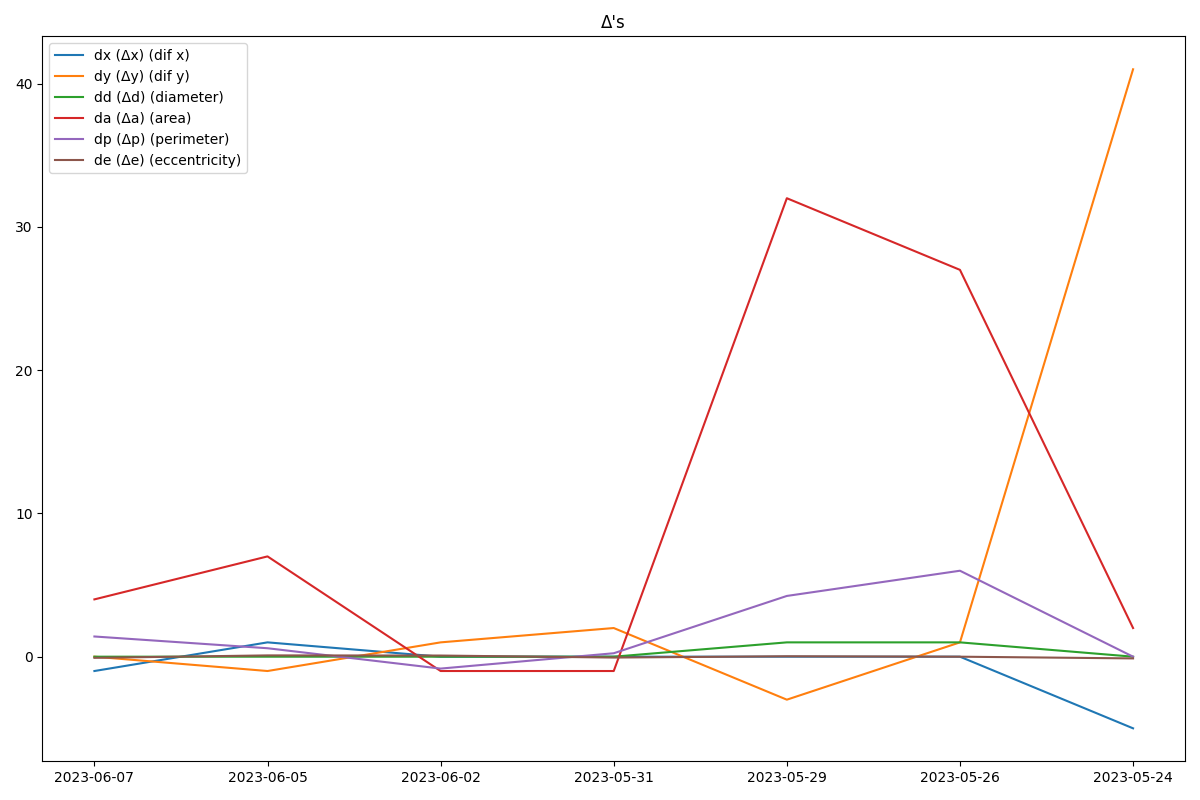 Δ's
dx (Δx) (dif x)
dy (Δy) (dif y)
dd (Δd) (diameter)
da (Δa) (area)
dp (Δp) (perimeter)
de (Δe) (eccentricity)
40
30
20
10
0
2023-06-07 2023-06-05 2023-06-02 2023-05-31 2023-05-29 2023-05-26 2023-05-24